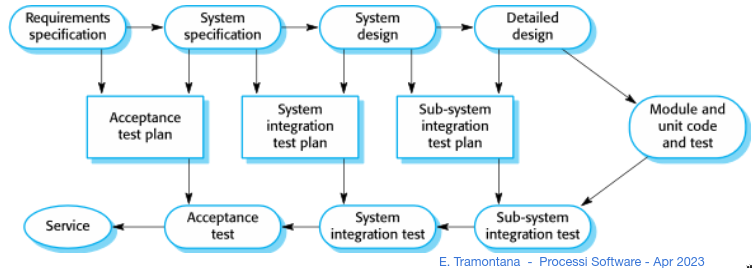 Requirements
specification
System
specification
System
design
Detailed
design
Acceptance
test plan
System
integration
test plan
Sub-system
integration
test plan
Module and
unit code
and test
Service
Acceptance
test
System
integration test
Sub-system
integration test
E. Tramontana - Processi Software - Apr 2023